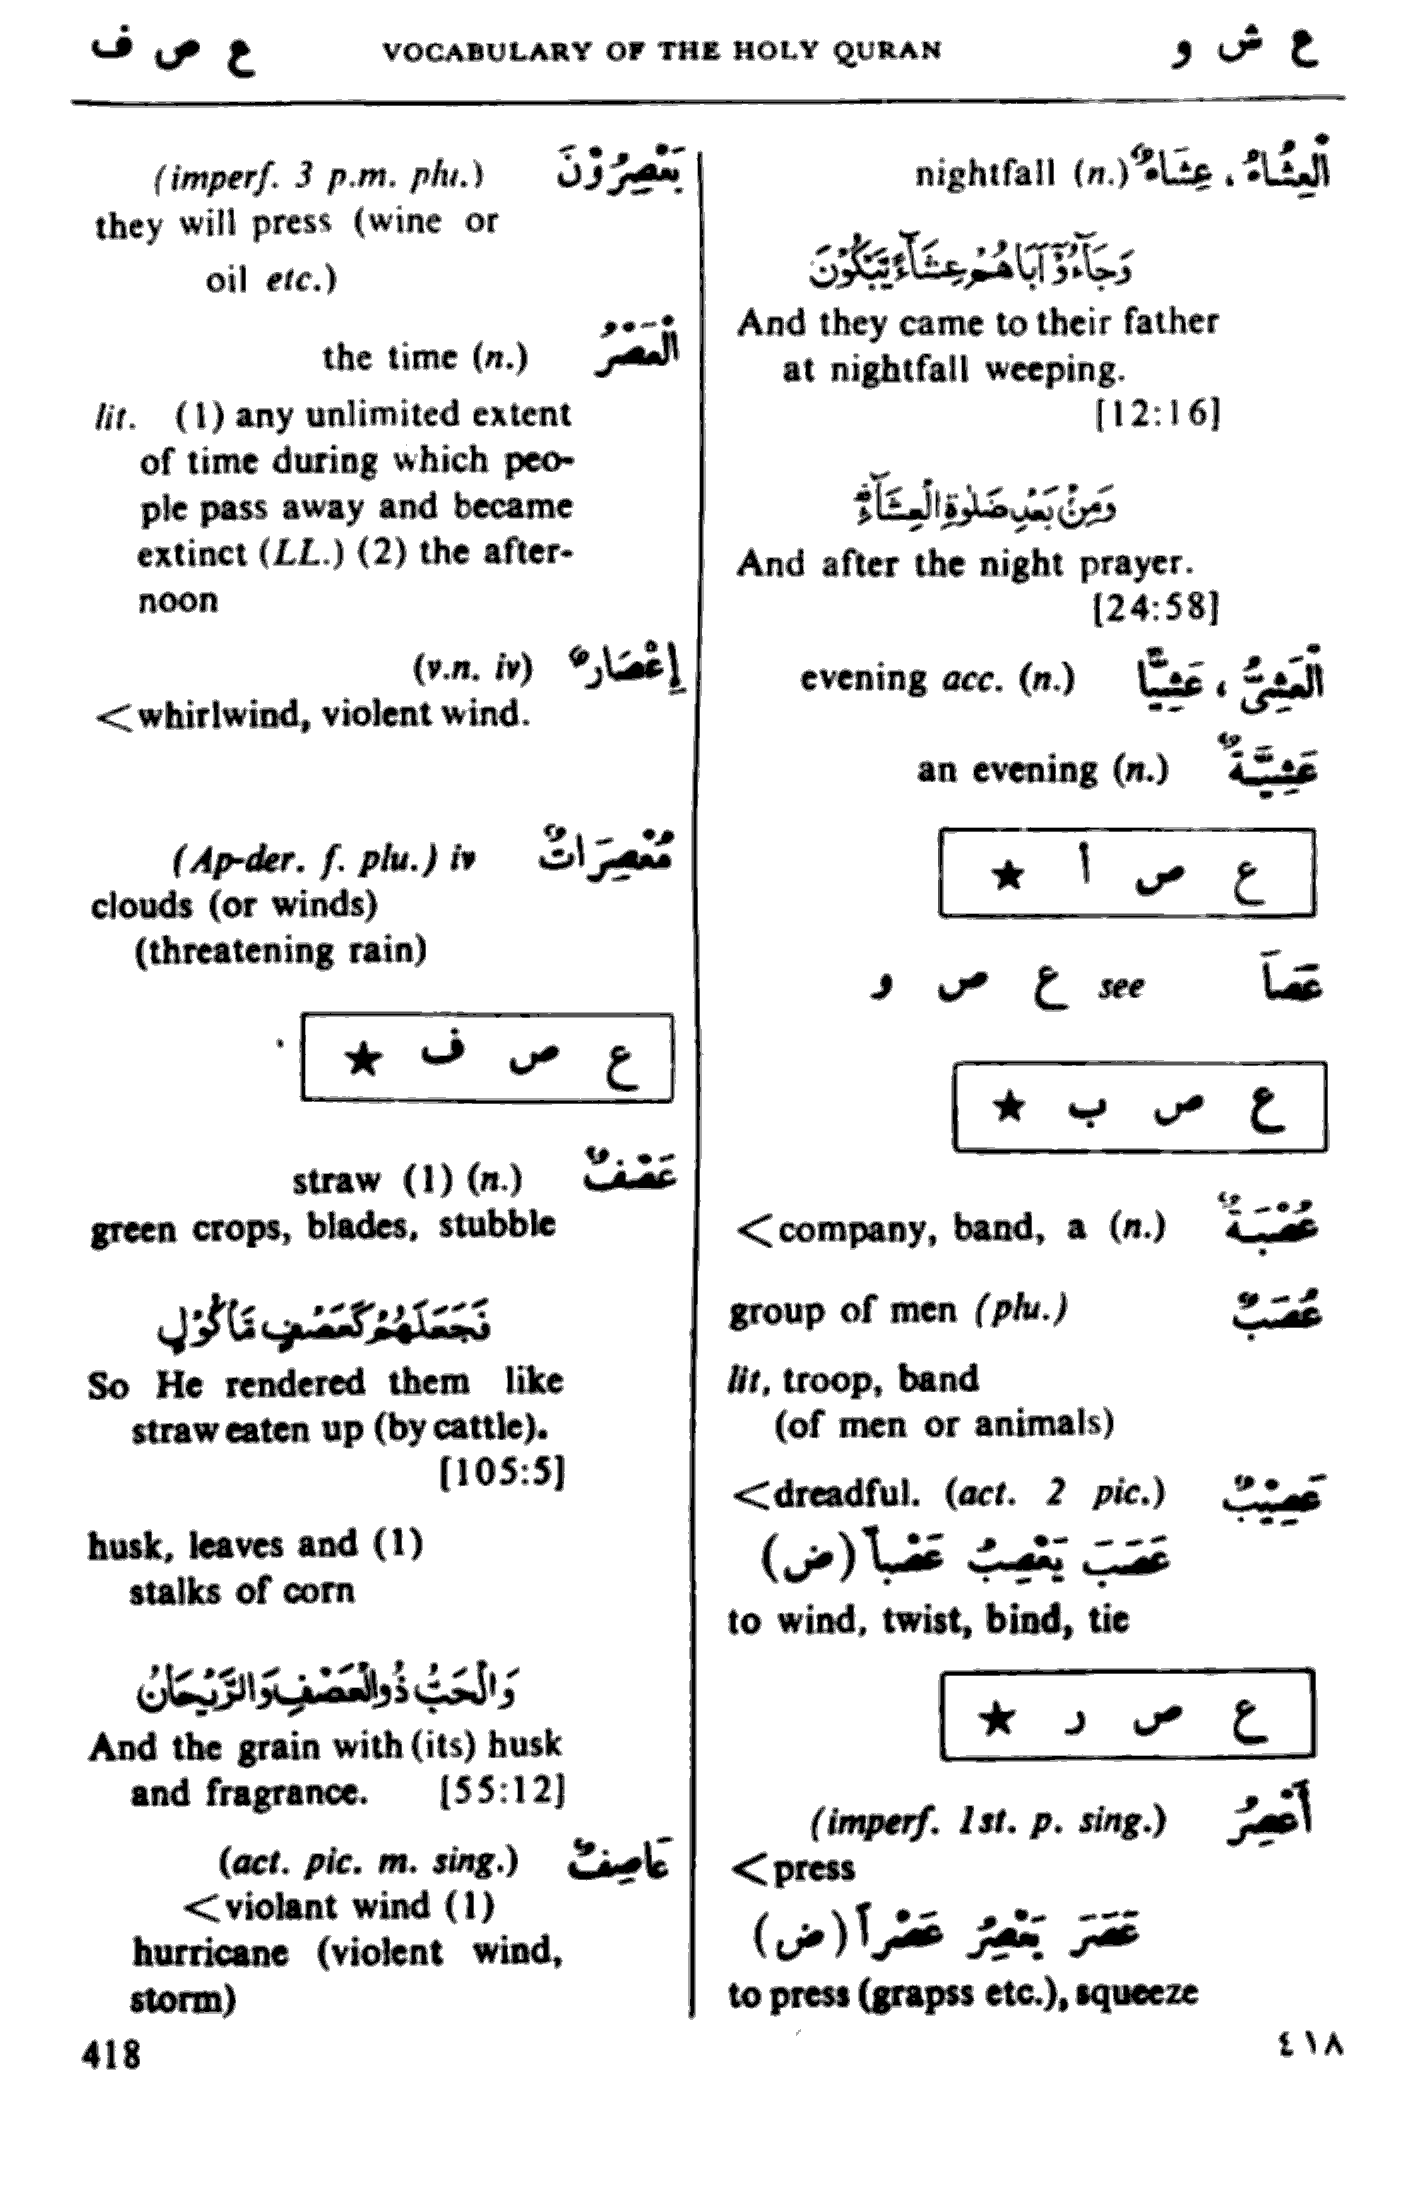 ع ش و VOCABULARY OF THE HOLY QURAN ع ص ف
اَلْعِشَاءُ ، عِشَاءٌ nightfall (n.)
وَجَآءُوْٓ اَبَاهُمْ عِشَآءً يَّبْكُوْنَ
And they came to their father
at nightfall weeping.
[12:16]
وَمِنْۢ بَعْدِ صَلٰوةِ الْعِشَآءِ
And after the night prayer.
[24:58]
اَلْعَشِىُّ ، عَشِيًّا evening acc. (n.)
عَشِيَّةٌ an evening (n.)
ع ص أ ★
عَصَا see ع ص و
ع ص ب ★
عُصْبَةٌ <company, band, a (n.)
عُصَبٌ group of men (plu.)
lit, troop, band
(of men or animals)
عَصِيْبٌ <dreadful. (act. 2 pic.)
عَصَبَ يَعْصِبُ عَصْباً (ض)
to wind, twist, bind, tie
ع ص ر ★
أَعْصِرُ (imperf. 1st. p. sing.)
<press
عَصَرَ يَعْصِرُ عَصْراً (ض)
to press (grapss etc.), squeeze
يَعْصِرُوْنَ (imperf. 3 p.m. plu.)
they will press (wine or
oil etc.)
اَلْعَصْرُ the time (n.)
lit. (1) any unlimited extent
of time during which peo-
ple pass away and became
extinct (LL.) (2) the after-
noon
إِعْصَارٌ (v.n. iv)
<whirlwind, violent wind.
مُعْصِرَاتٌ (Ap-der. f. plu.) iv
clouds (or winds)
(threatening rain)
ع ص ف ★
عَصْفٌ straw (1) (n.)
green crops, blades, stubble
فَجَعَلَهُمْ كَعَصْفٍ مَّأْكُوْلٍ
So He rendered them like
straw eaten up (by cattle).
[105:5]
husk, leaves and (1)
stalks of corn
وَالْحَبُّ ذُو الْعَصْفِ وَالرَّيْحَانُ
And the grain with (its) husk
and fragrance. [55:12]
عَاصِفٌ (act. pic. m. sing.)
<violant wind (1)
hurricane (violent wind,
storm)
418 ٤١٨